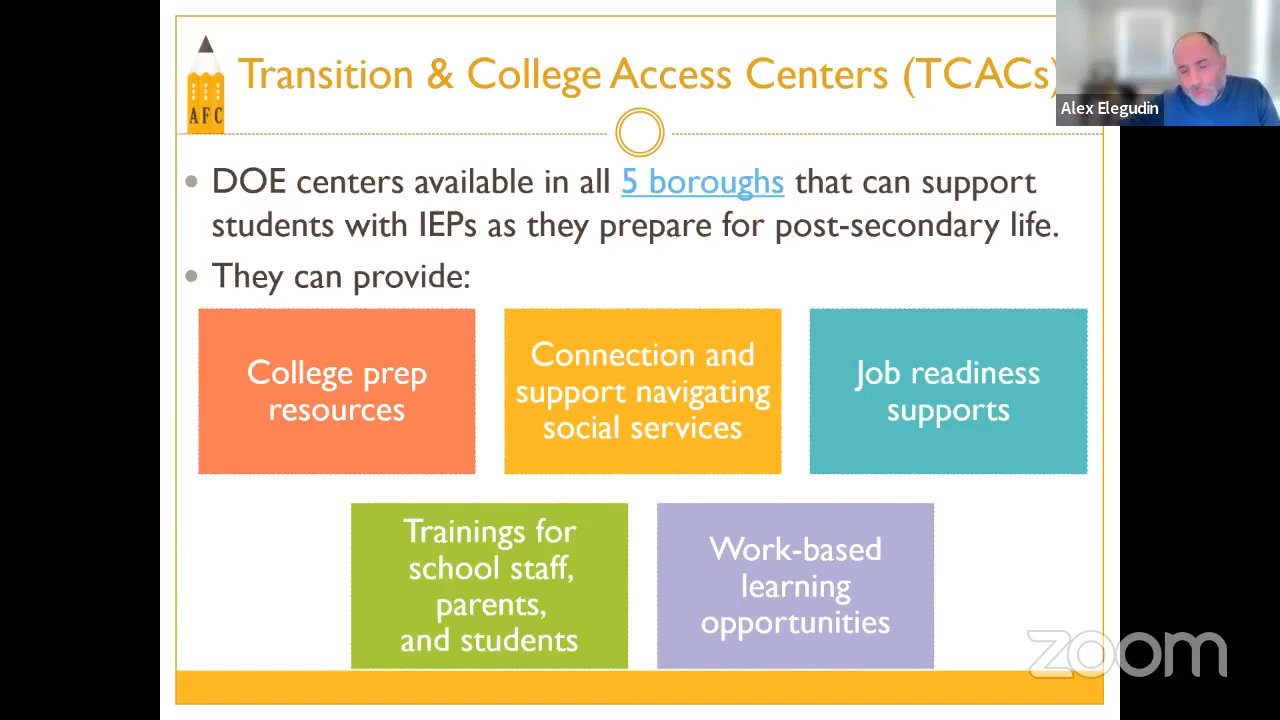 Transition & College Access Centers (TCACs)
Alex Elegudin
AFC
DOE centers available in all 5 boroughs that can support
students with IEPs as they prepare for post-secondary life.
They can provide:
College prep
resources
Connection and
support navigating
social services
Job readiness
supports
Trainings for
school staff,
parents,
and students
Work-based
learning
opportunities
zoom